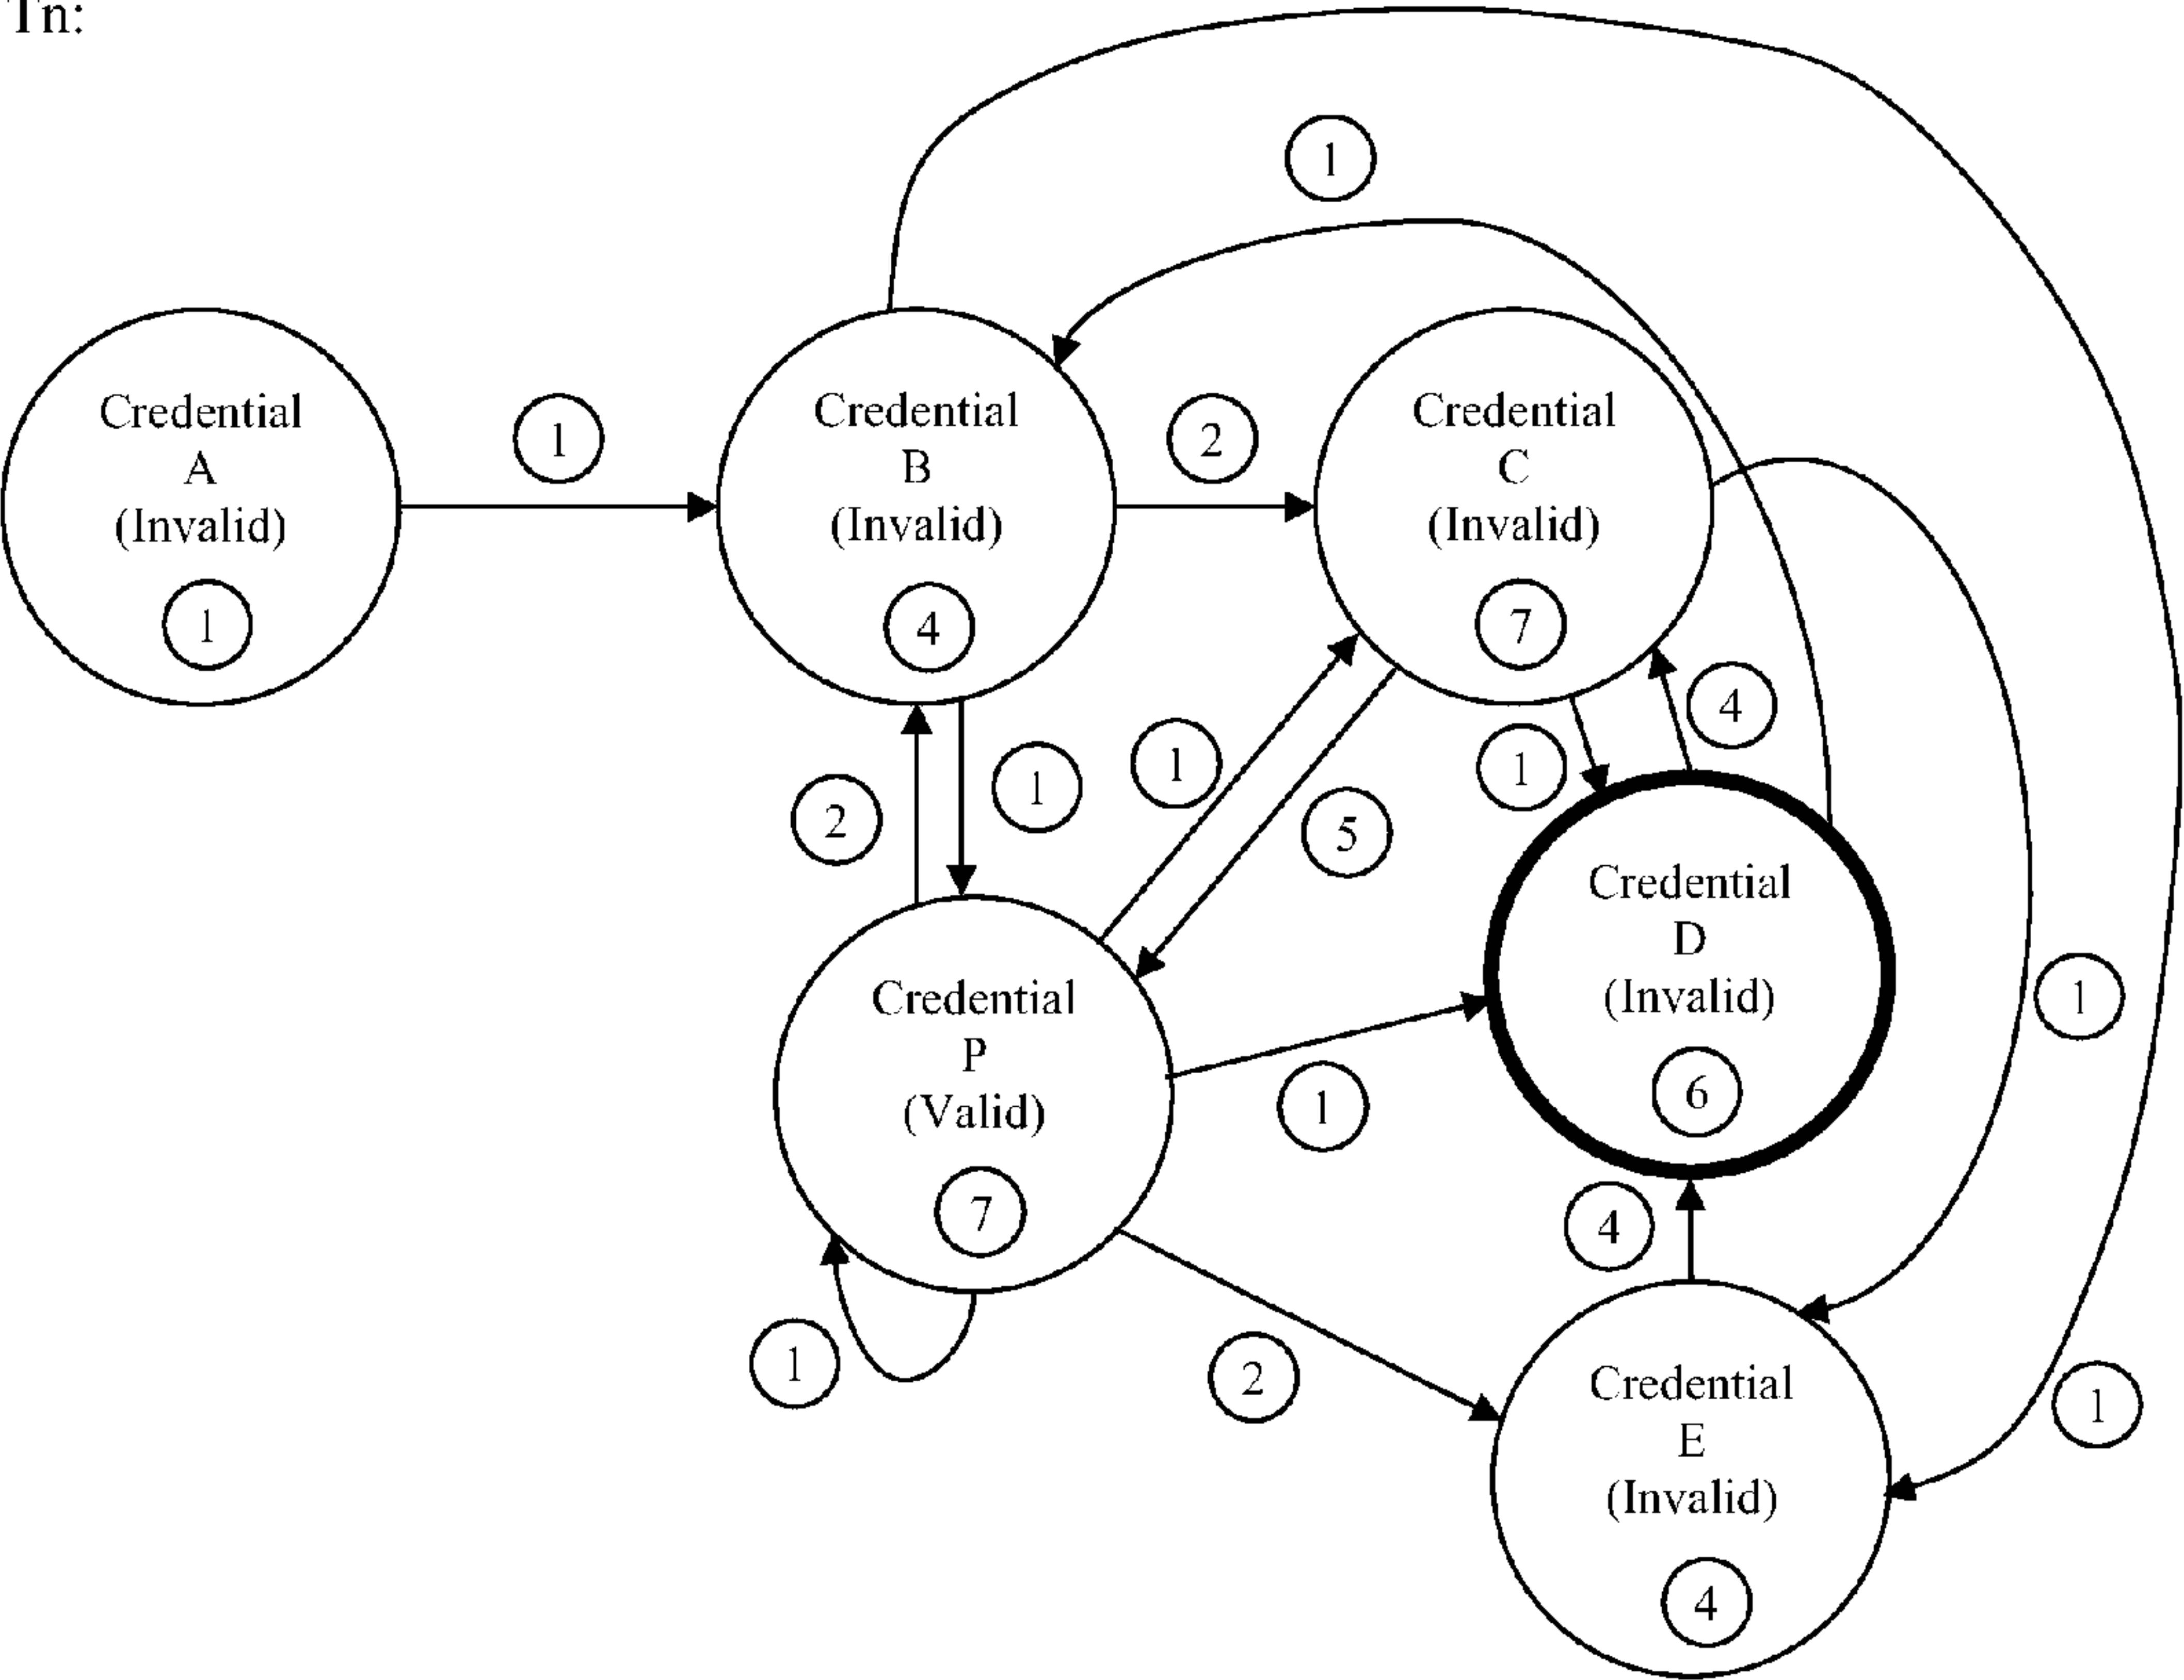 Tn:
1
Credential
A
(Invalid)
1
1
Credential
B
(Invalid)
4
2
Credential
C
(Invalid)
7
4
1
1
2
1
5
Credential
D
(Invalid)
6
1
Credential
P
(Valid)
7
1
4
1
2
Credential
E
(Invalid)
4
1